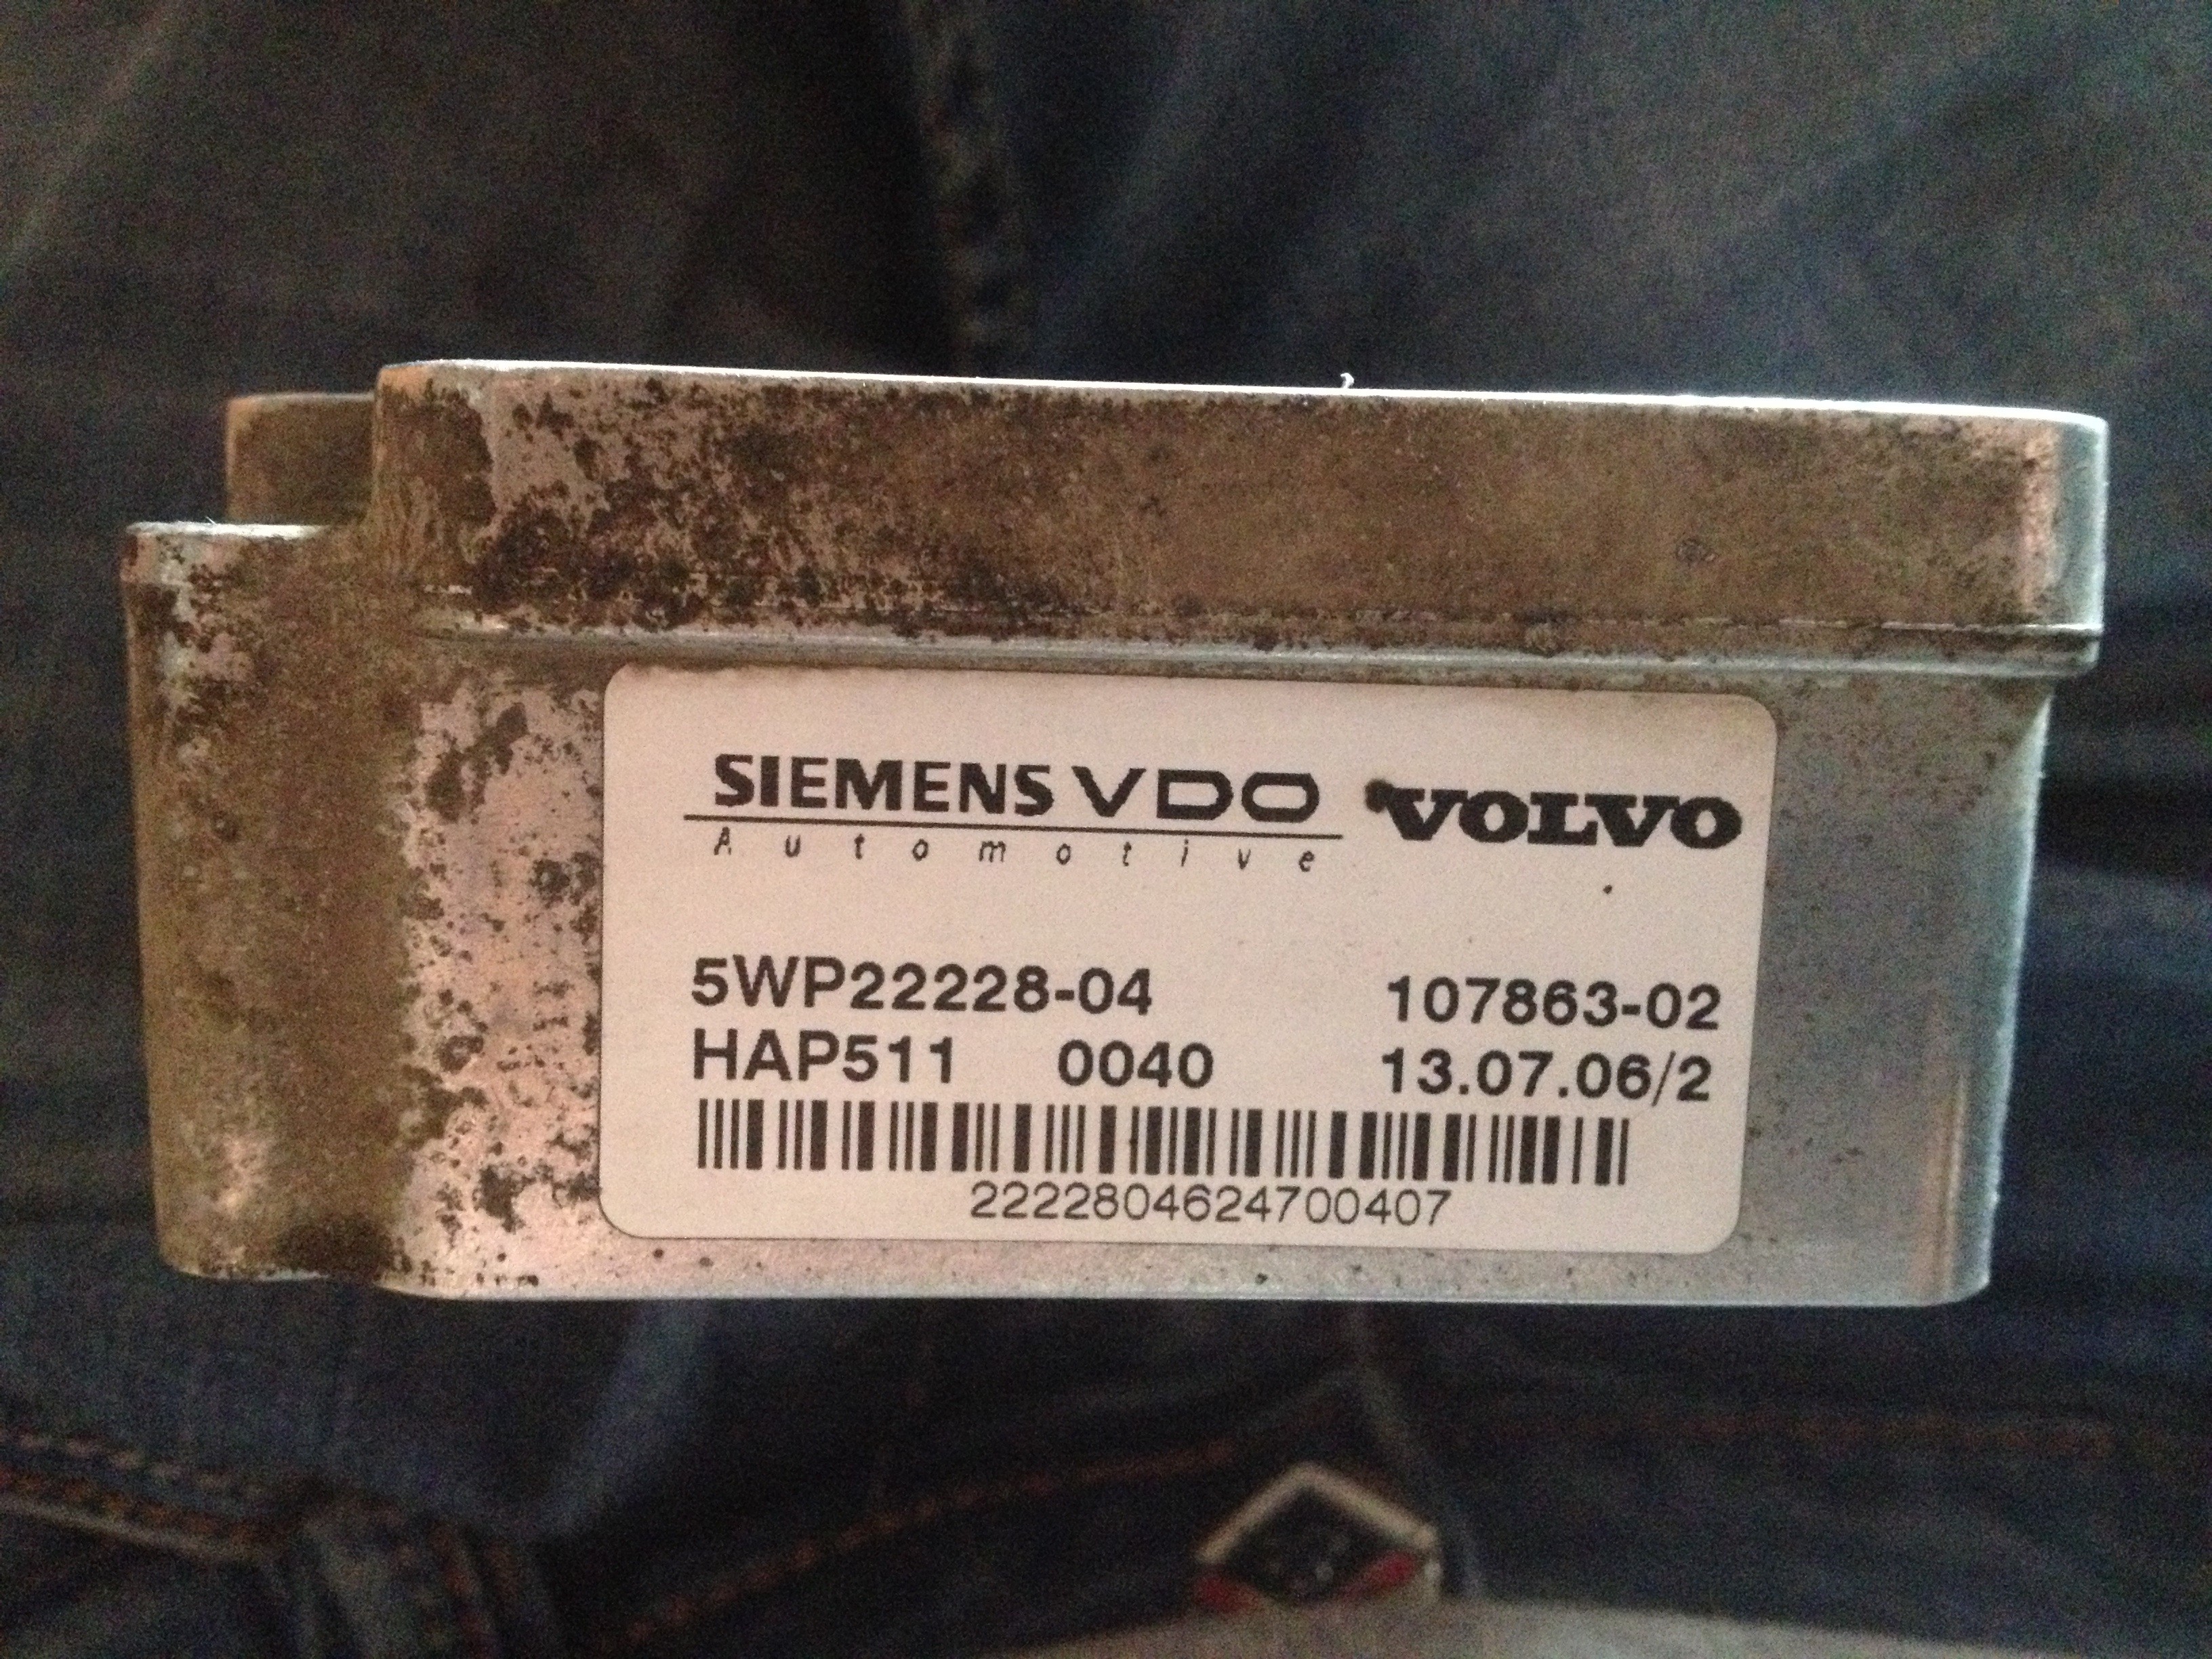 SIEMENS VDO VOLVO
Automotive
5WP22228-04 107863-02
HAP511 0040 13.07.06/2
2222804624700407